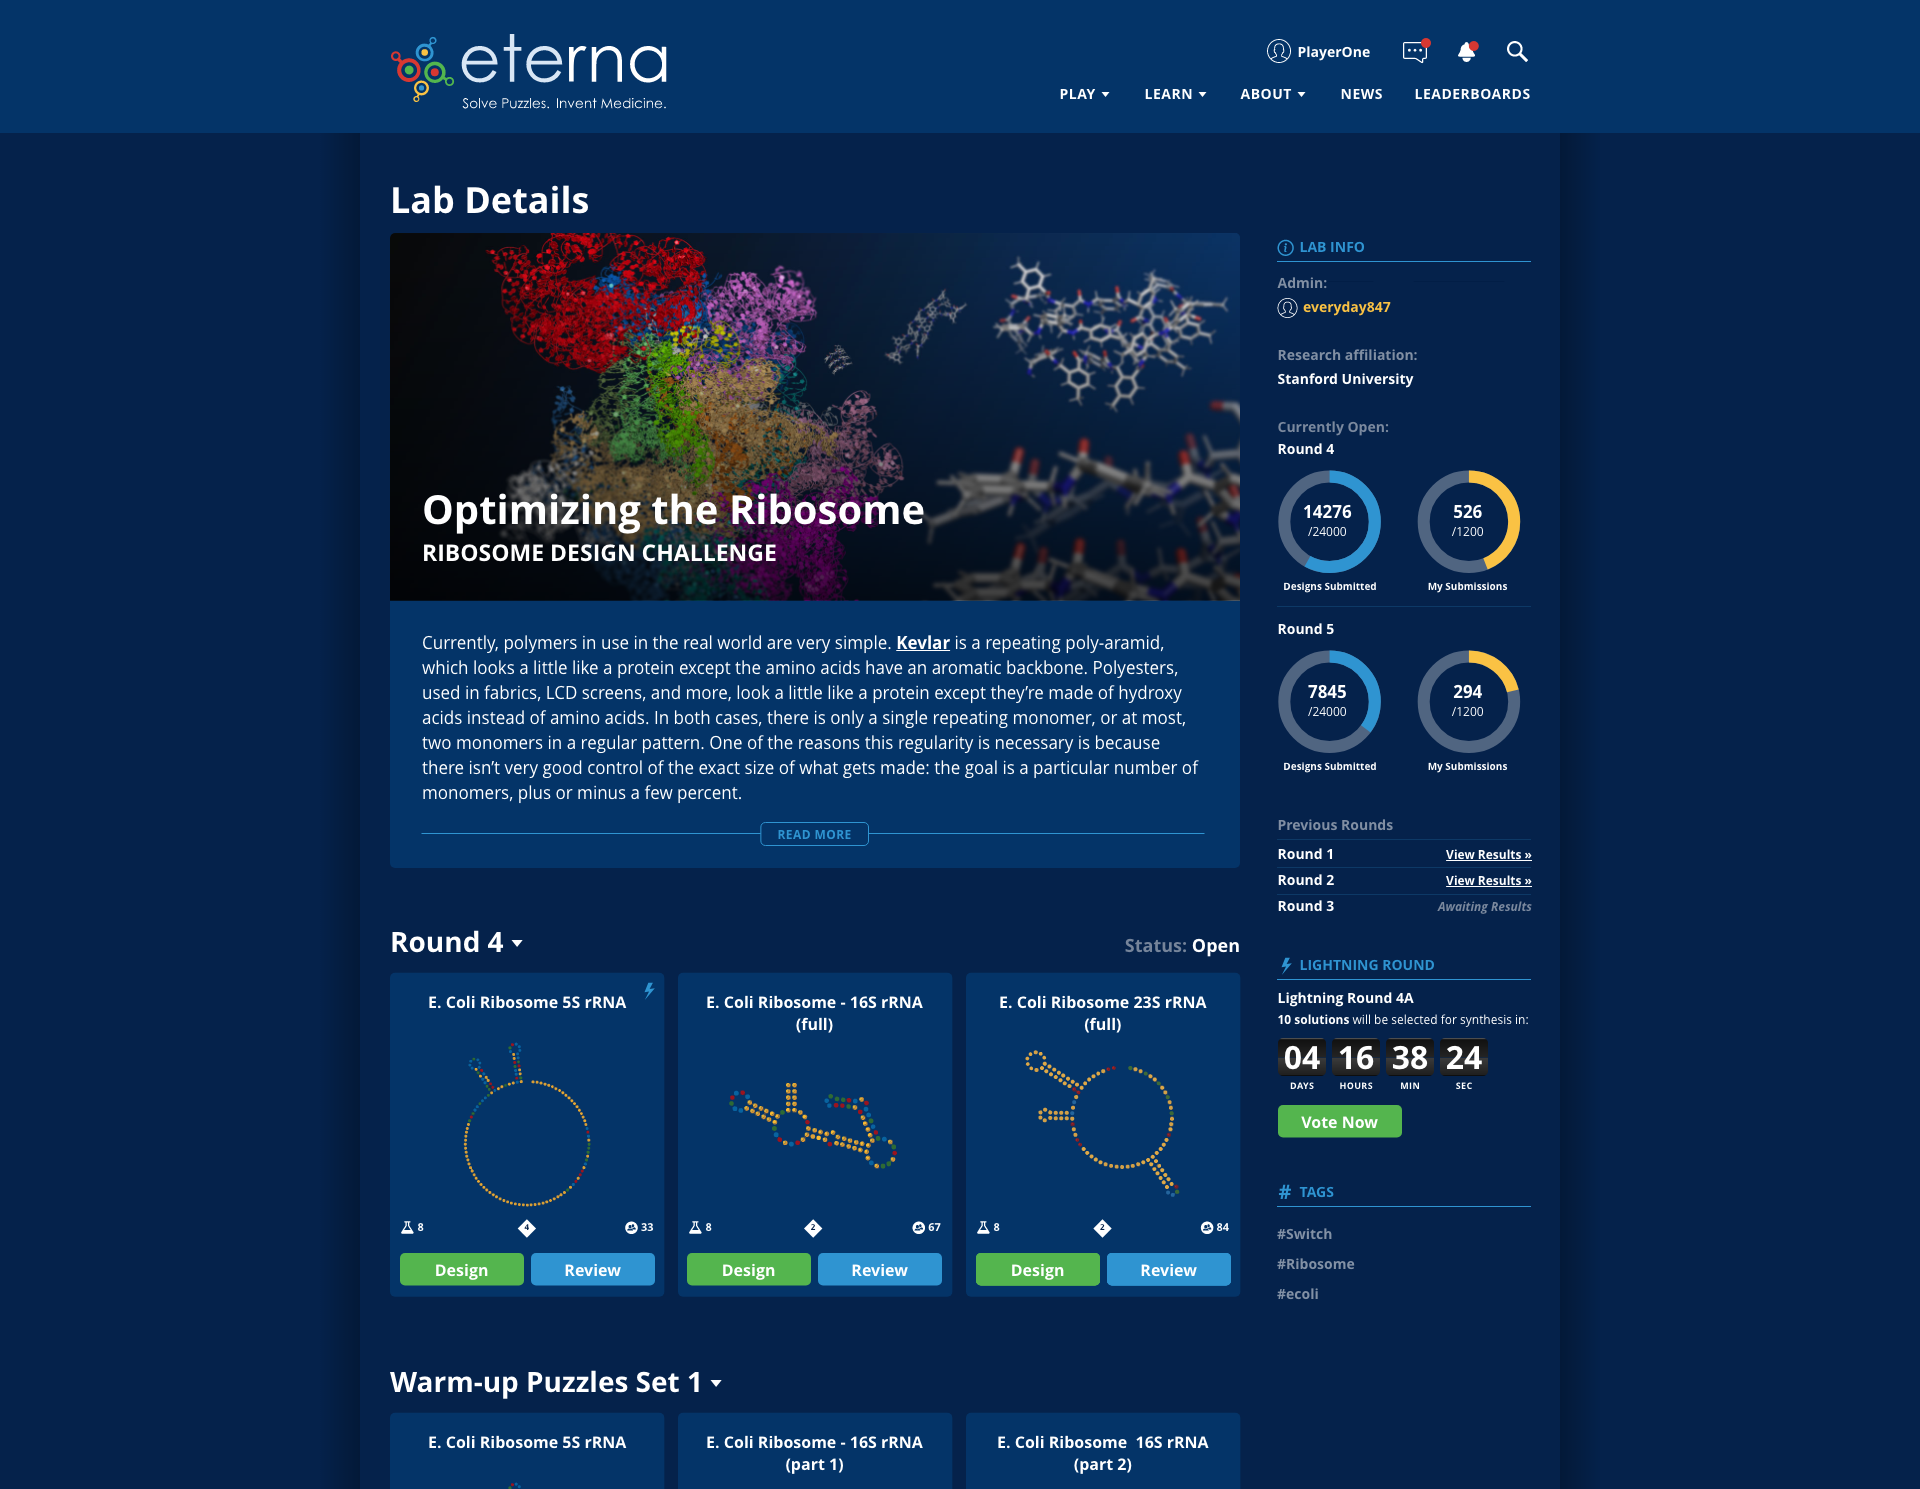 eterna
Solve Puzzles. Invent Medicine.
PlayerOne
PLAY LEARN ABOUT NEWS LEADERBOARDS
Lab Details
Optimizing the Ribosome
RIBOSOME DESIGN CHALLENGE
Currently, polymers in use in the real world are very simple. Kevlar is a repeating poly-aramid,
which looks a little like a protein except the amino acids have an aromatic backbone. Polyesters,
used in fabrics, LCD screens, and more, look a little like a protein except they’re made of hydroxy
acids instead of amino acids. In both cases, there is only a single repeating monomer, or at most,
two monomers in a regular pattern. One of the reasons this regularity is necessary is because
there isn’t very good control of the exact size of what gets made: the goal is a particular number of
monomers, plus or minus a few percent.
READ MORE
Round 4
Status: Open
E. Coli Ribosome 5S rRNA
8 4 33
Design Review
E. Coli Ribosome - 16S rRNA
(full)
8 2 67
Design Review
E. Coli Ribosome 23S rRNA
(full)
8 2 84
Design Review
Warm-up Puzzles Set 1
E. Coli Ribosome 5S rRNA
E. Coli Ribosome - 16S rRNA
(part 1)
E. Coli Ribosome 16S rRNA
(part 2)
LAB INFO
Admin:
everyday847
Research affiliation:
Stanford University
Currently Open:
Round 4
14276
/24000
Designs Submitted
526
/1200
My Submissions
Round 5
7845
/24000
Designs Submitted
294
/1200
My Submissions
Previous Rounds
Round 1 View Results »
Round 2 View Results »
Round 3 Awaiting Results
LIGHTNING ROUND
Lightning Round 4A
10 solutions will be selected for synthesis in:
04 16 38 24
DAYS HOURS MIN SEC
Vote Now
# TAGS
#Switch
#Ribosome
#ecoli